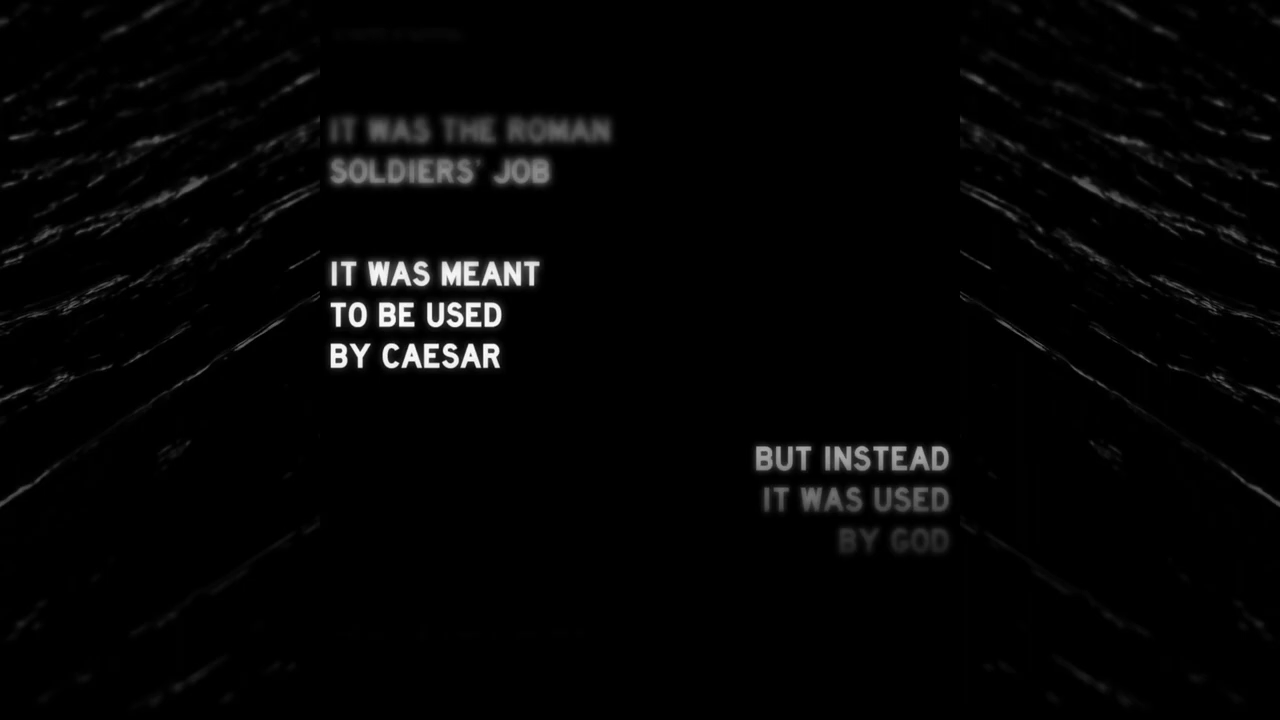 IT WAS THE ROMAN
SOLDIERS' JOB
IT WAS MEANT
TO BE USED
BY CAESAR
BUT INSTEAD
IT WAS USED
BY GOD